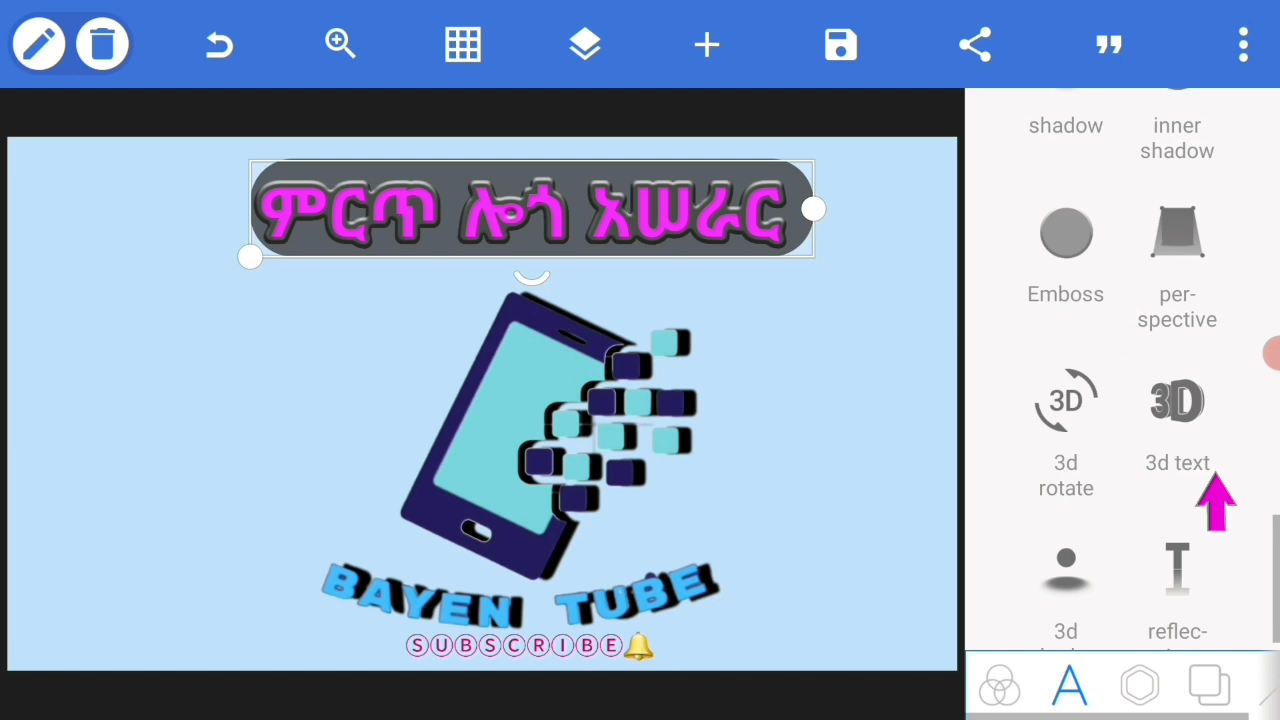 shadow
inner
shadow
ምርጥ ሎጎ አሠራር
Emboss
per-
spective
3D
3D
3d
rotate
3d text
BAYEN TUBE
ⓈⓊⒷⓈⒸⓇⒾⒷⒺ🔔
3d
reflec-